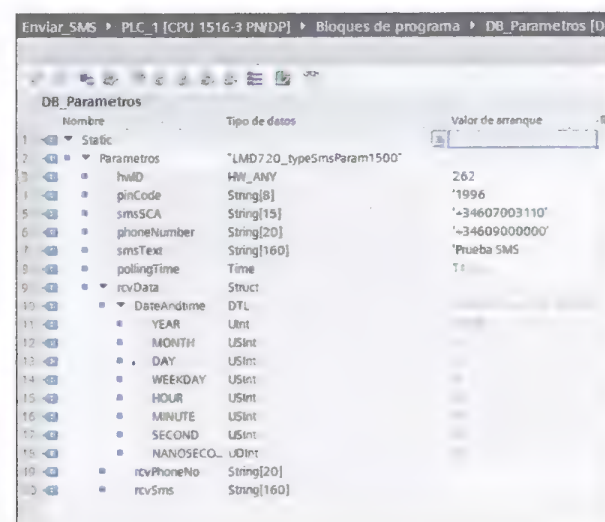 Enviar_SMS ▸ PLC_1 [CPU 1516-3 PN/DP] ▸ Bloques de programa ▸ DB_Parametros [D
DB_Parametros
Nombre Tipo de datos Valor de arranque
1 Static
2 Parametros "LMD720_typeSmsParam1500"
3 hwID HW_ANY 262
4 pinCode String[8] '1996
5 smsSCA String[15] '+34607003110'
6 phoneNumber String[20] '+34609000000'
7 smsText String[160] 'Prueba SMS
8 pollingTime Time
9 rcvData Struct
10 DateAndtime DTL
11 YEAR UInt
12 MONTH USInt
13 DAY USInt
14 WEEKDAY USInt
15 HOUR USInt
16 MINUTE USInt
17 SECOND USInt
18 NANOSECO... UDInt
19 rcvPhoneNo String[20]
20 rcvSms String[160]